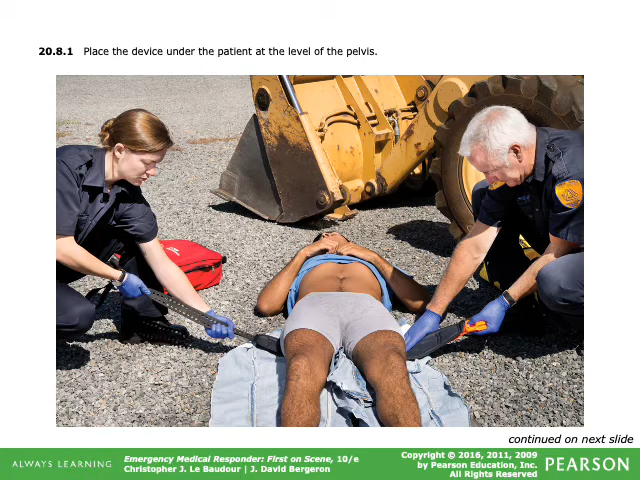 20.8.1 Place the device under the patient at the level of the pelvis.
continued on next slide
ALWAYS LEARNING
Emergency Medical Responder: First on Scene, 10/e
Christopher J. Le Baudour | J. David Bergeron
Copyright © 2016, 2011, 2009
by Pearson Education, Inc.
All Rights Reserved
PEARSON